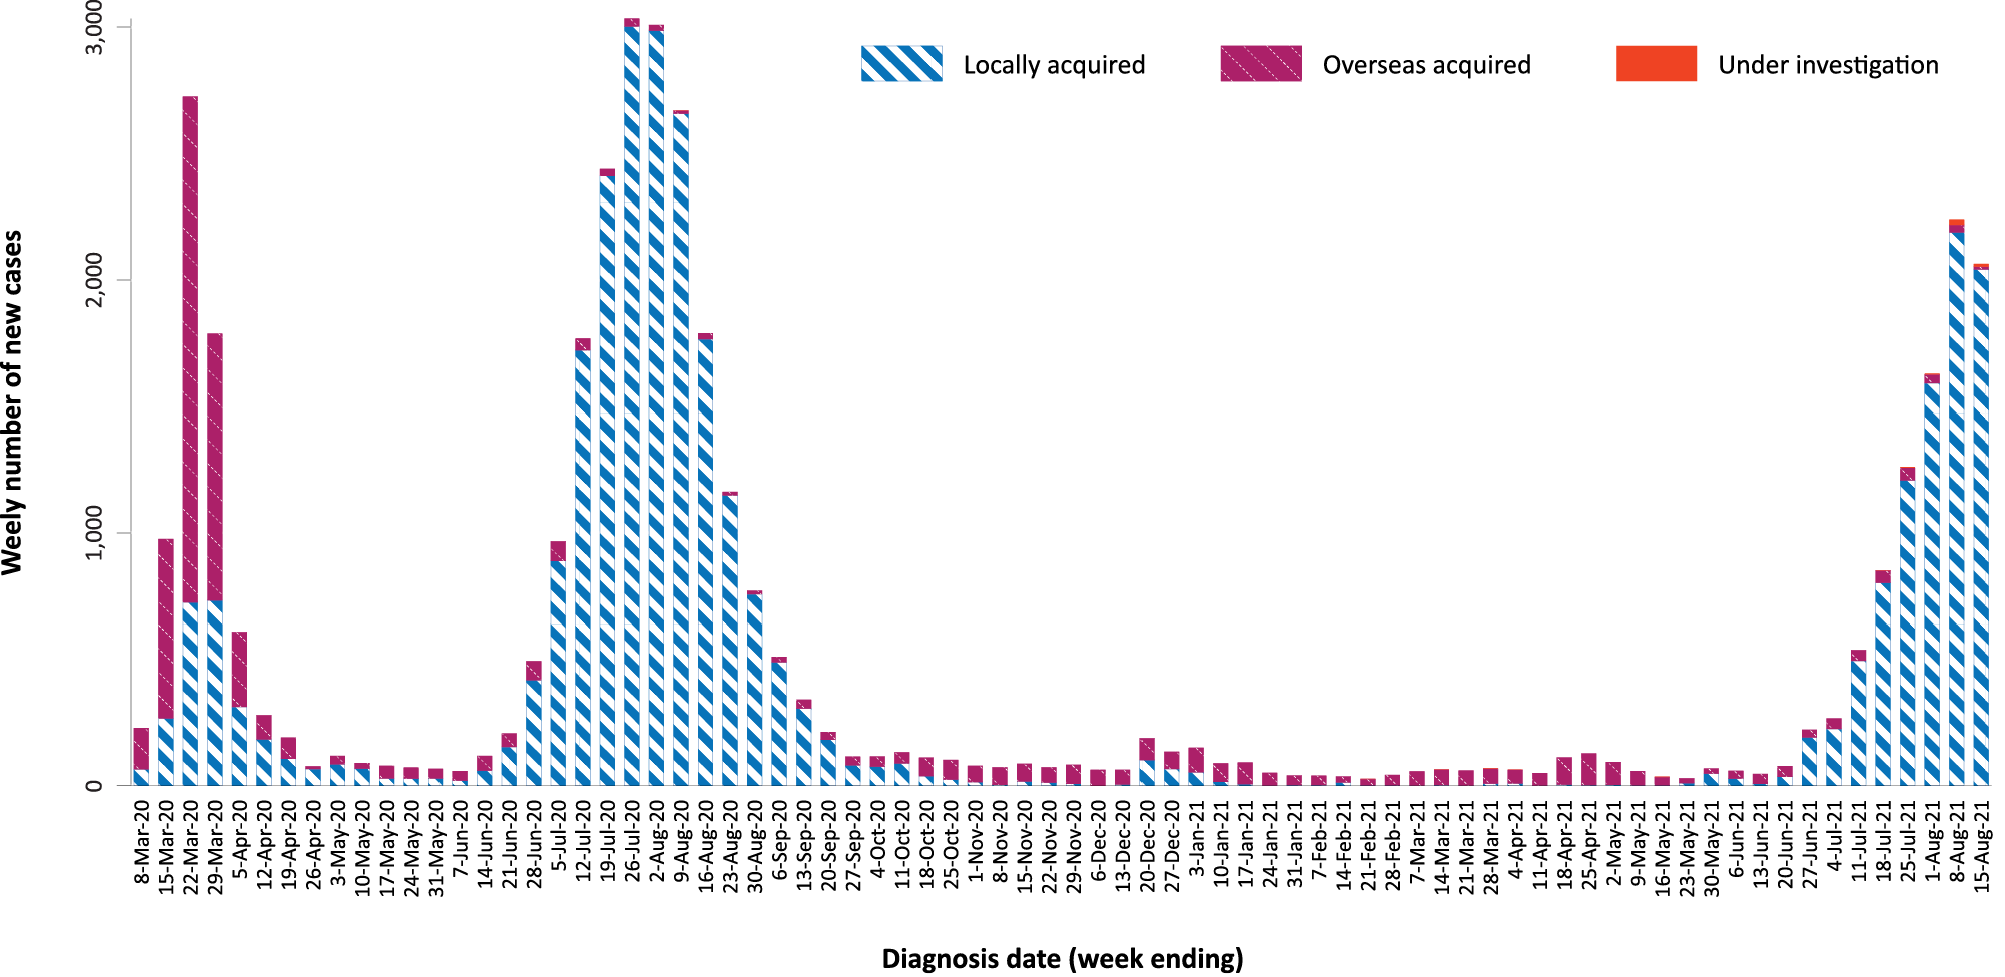 Weely number of new cases
3,000
2,000
1,000
0
Locally acquired
Overseas acquired
Under investigation
8-Mar-20
15-Mar-20
22-Mar-20
29-Mar-20
5-Apr-20
12-Apr-20
19-Apr-20
26-Apr-20
3-May-20
10-May-20
17-May-20
24-May-20
31-May-20
7-Jun-20
14-Jun-20
21-Jun-20
28-Jun-20
5-Jul-20
12-Jul-20
19-Jul-20
26-Jul-20
2-Aug-20
9-Aug-20
16-Aug-20
23-Aug-20
30-Aug-20
6-Sep-20
13-Sep-20
20-Sep-20
27-Sep-20
4-Oct-20
11-Oct-20
18-Oct-20
25-Oct-20
1-Nov-20
8-Nov-20
15-Nov-20
22-Nov-20
29-Nov-20
6-Dec-20
13-Dec-20
20-Dec-20
27-Dec-20
3-Jan-21
10-Jan-21
17-Jan-21
24-Jan-21
31-Jan-21
7-Feb-21
14-Feb-21
21-Feb-21
28-Feb-21
7-Mar-21
14-Mar-21
21-Mar-21
28-Mar-21
4-Apr-21
11-Apr-21
18-Apr-21
25-Apr-21
2-May-21
9-May-21
16-May-21
23-May-21
30-May-21
6-Jun-21
13-Jun-21
20-Jun-21
27-Jun-21
4-Jul-21
11-Jul-21
18-Jul-21
25-Jul-21
1-Aug-21
8-Aug-21
15-Aug-21
Diagnosis date (week ending)